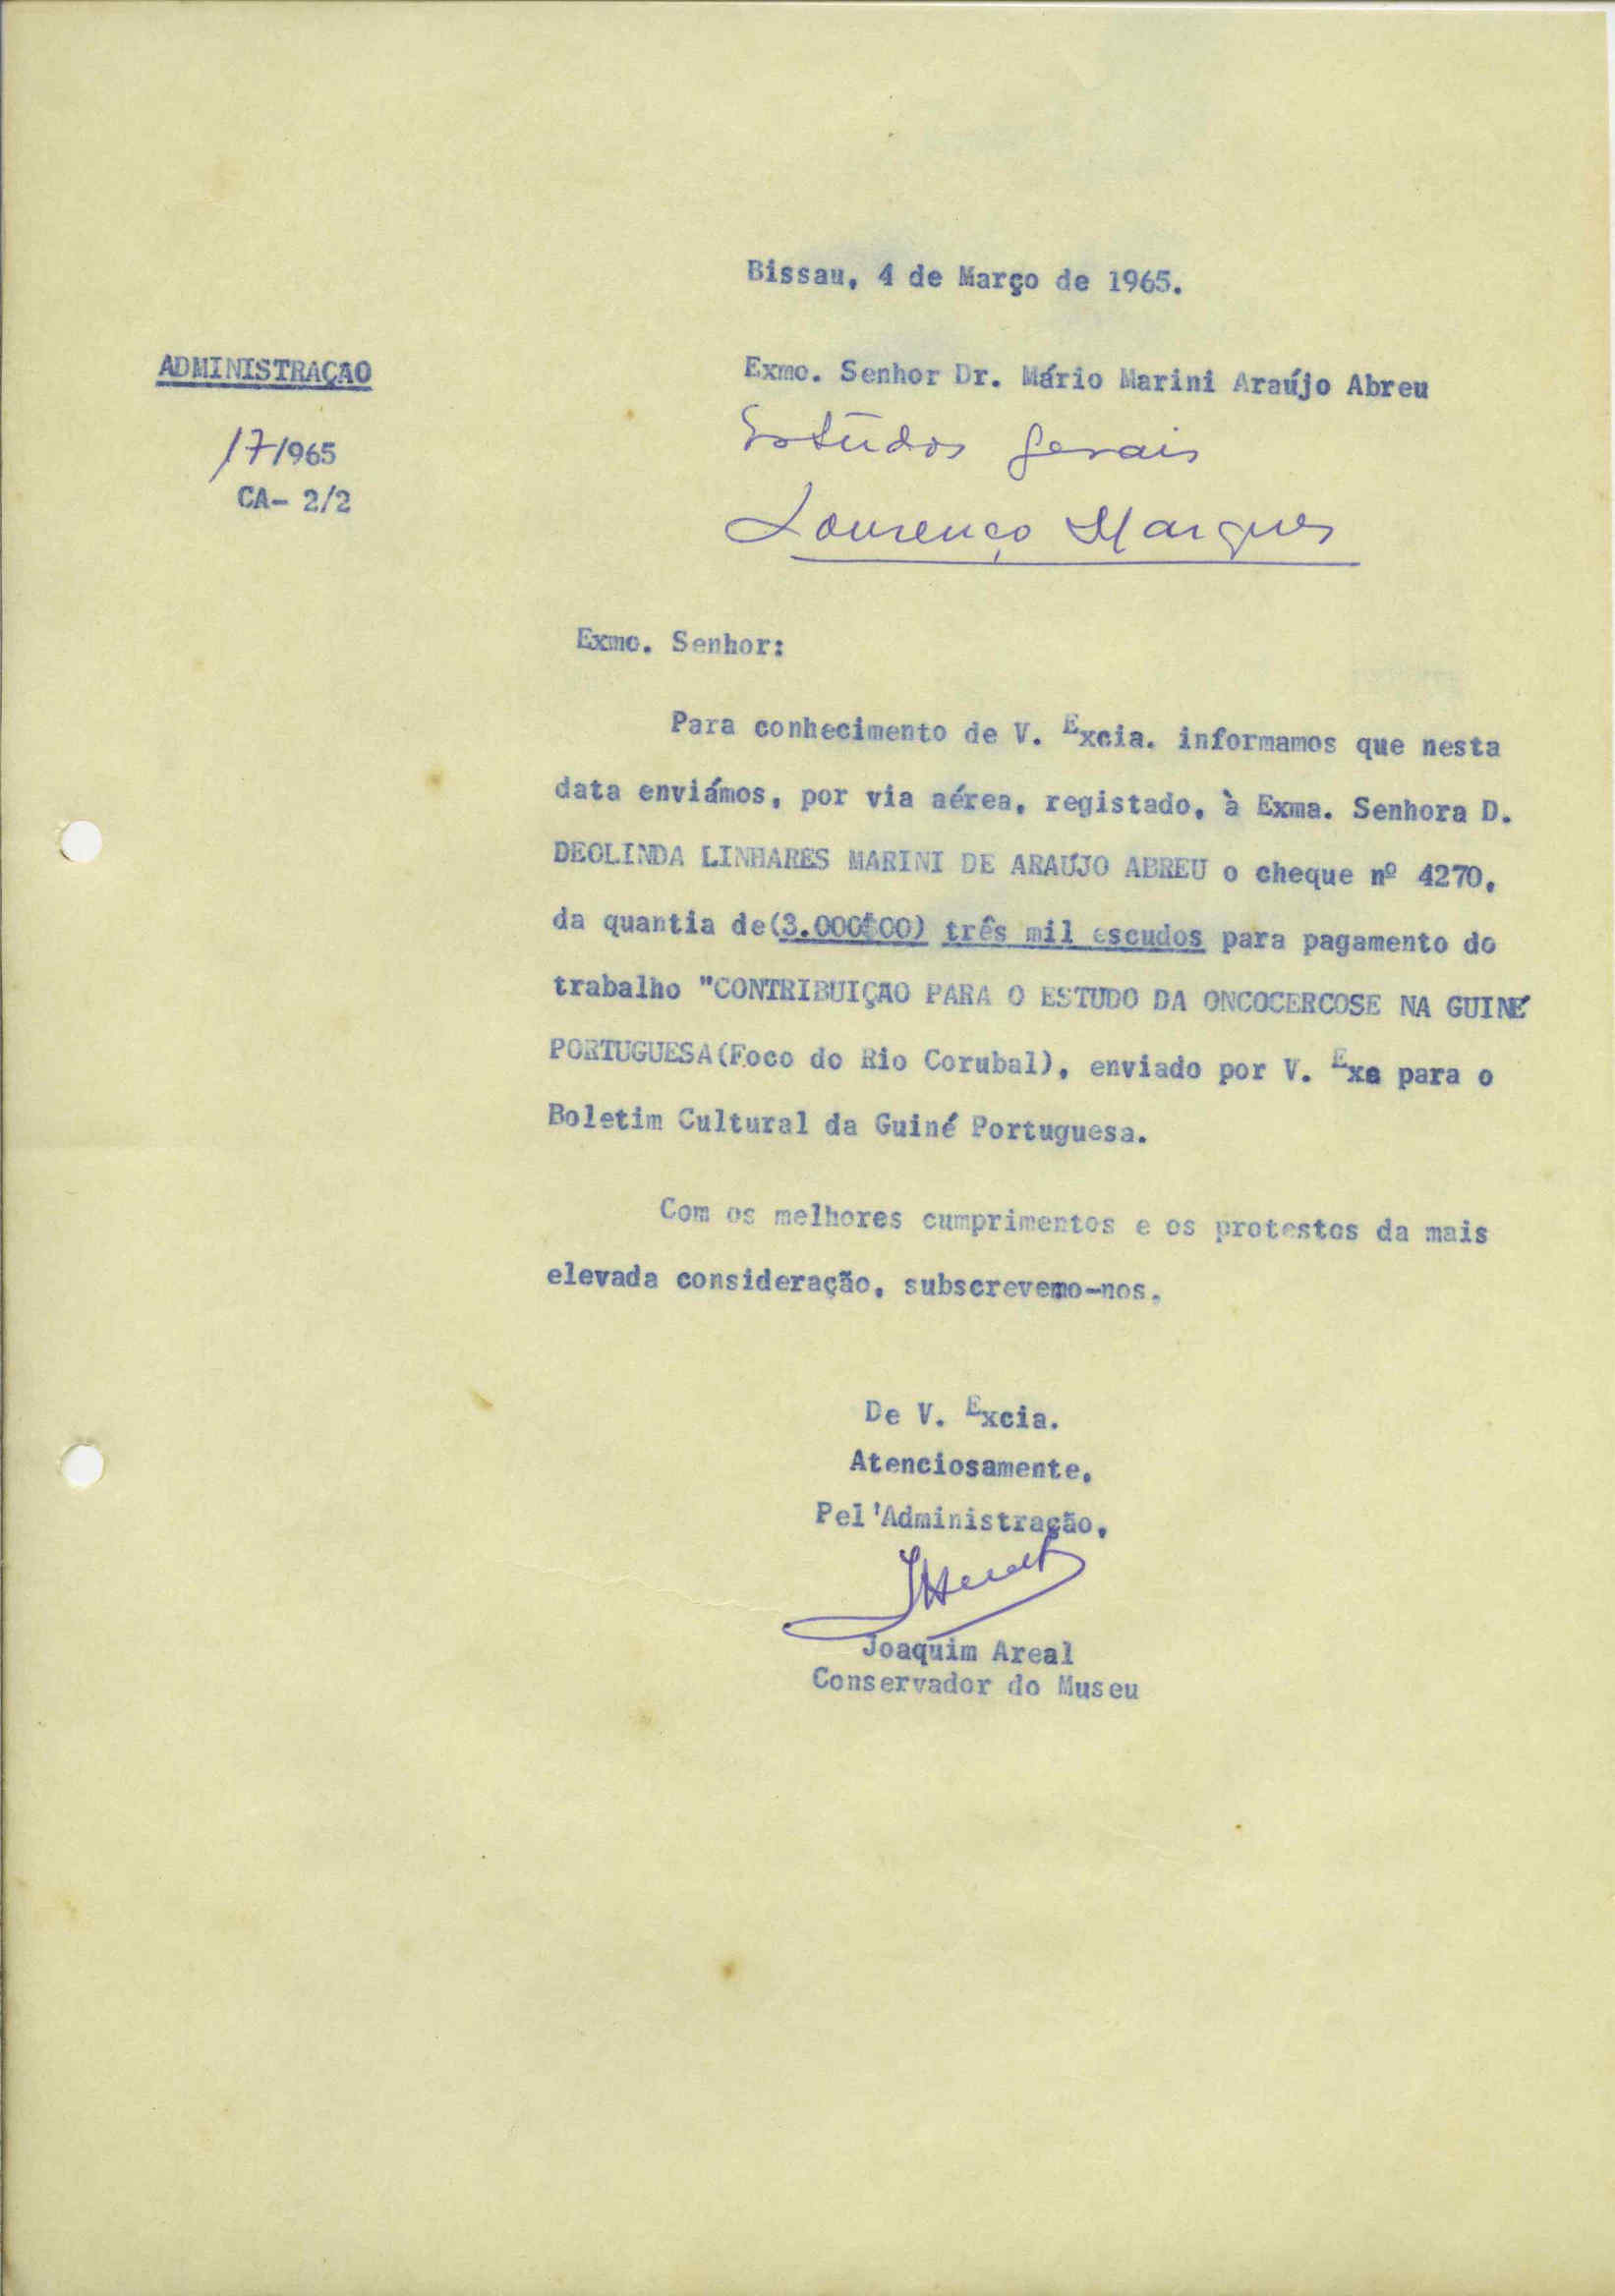 Bissau, 4 de Março de 1965.
ADMINISTRAÇAO
Exmo. Senhor Dr. Mário Marini Araújo Abreu
Estudos Gerais
17/965
CA- 2/2
Lourenço Marques
Exmo. Senhor:
Para conhecimento de V. Excia. informamos que nesta
data enviámos, por via aérea, registado, à Exma. Senhora D.
DEOLINDA LINHARES MARINI DE ARAÚJO ABREU o cheque nº 4270,
da quantia de(3.000$00) três mil escudos para pagamento do
trabalho "CONTRIBUIÇAO PARA O ESTUDO DA ONCOCERCOSE NA GUINÉ
PORTUGUESA(Foco do Rio Corubal), enviado por V. Exa para o
Boletim Cultural da Guiné Portuguesa.
Com os melhores cumprimentos e os protestos da mais
elevada consideração, subscrevemo-nos.
De V. Excia.
Atenciosamente,
Pel'Administração,
Joaquim Areal
Conservador do Museu